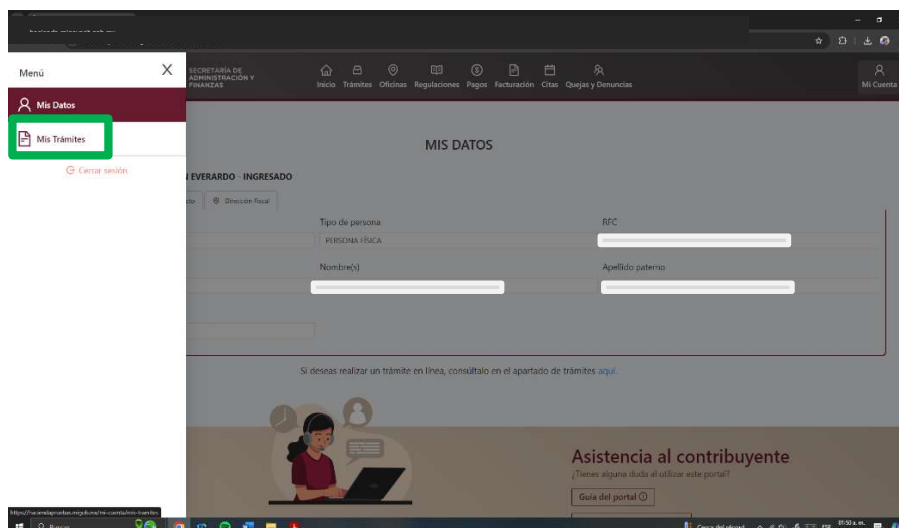 Menú X
SECRETARÍA DE
ADMINISTRACIÓN Y
FINANZAS
Inicio Trámites Oficinas Regulaciones Pagos Facturación Citas Quejas y Denuncias
Mi Cuenta
Mis Datos
Mis Trámites
Cerrar sesión
MIS DATOS
EVERARDO - INGRESADO
Dirección fiscal
Tipo de persona
RFC
PERSONA FÍSICA
Nombre(s)
Apellido paterno
Si deseas realizar un trámite en línea, consúltalo en el apartado de trámites aquí.
Asistencia al contribuyente
¿Tienes alguna duda al utilizar este portal?
Guía del portal
Buscar
01:50 a. m.